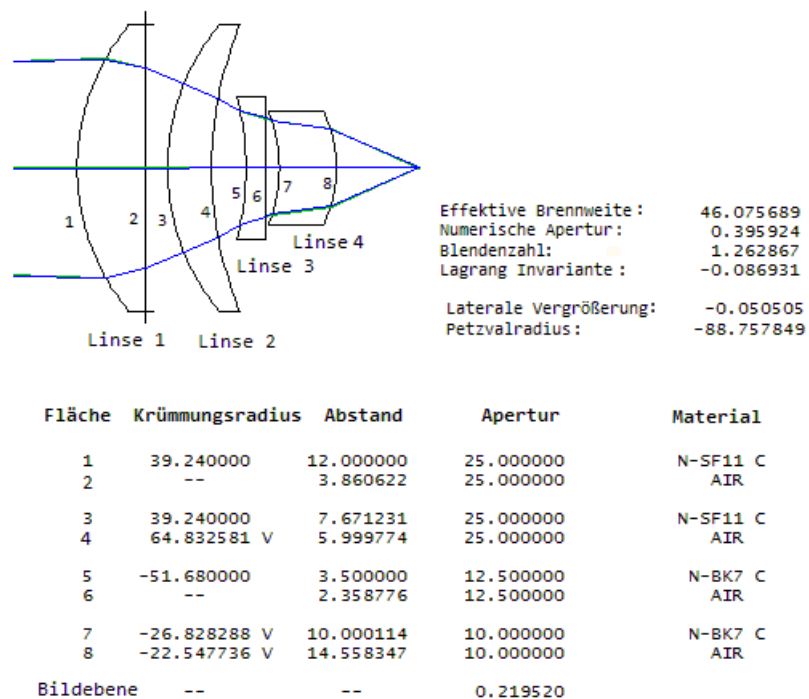 1
2
3
4
5
6
7
8
Linse 1
Linse 2
Linse 3
Linse 4
Effektive Brennweite: 46.075689
Numerische Apertur: 0.395924
Blendenzahl: 1.262867
Lagrang Invariante: -0.086931
Laterale Vergrößerung: -0.050505
Petzvalradius: -88.757849
Fläche Krümmungsradius Abstand Apertur Material
1 39.240000 12.000000 25.000000 N-SF11 C
2 -- 3.860622 25.000000 AIR
3 39.240000 7.671231 25.000000 N-SF11 C
4 64.832581 V 5.999774 25.000000 AIR
5 -51.680000 3.500000 12.500000 N-BK7 C
6 -- 2.358776 12.500000 AIR
7 -26.828288 V 10.000114 10.000000 N-BK7 C
8 -22.547736 V 14.558347 10.000000 AIR
Bildebene -- -- 0.219520